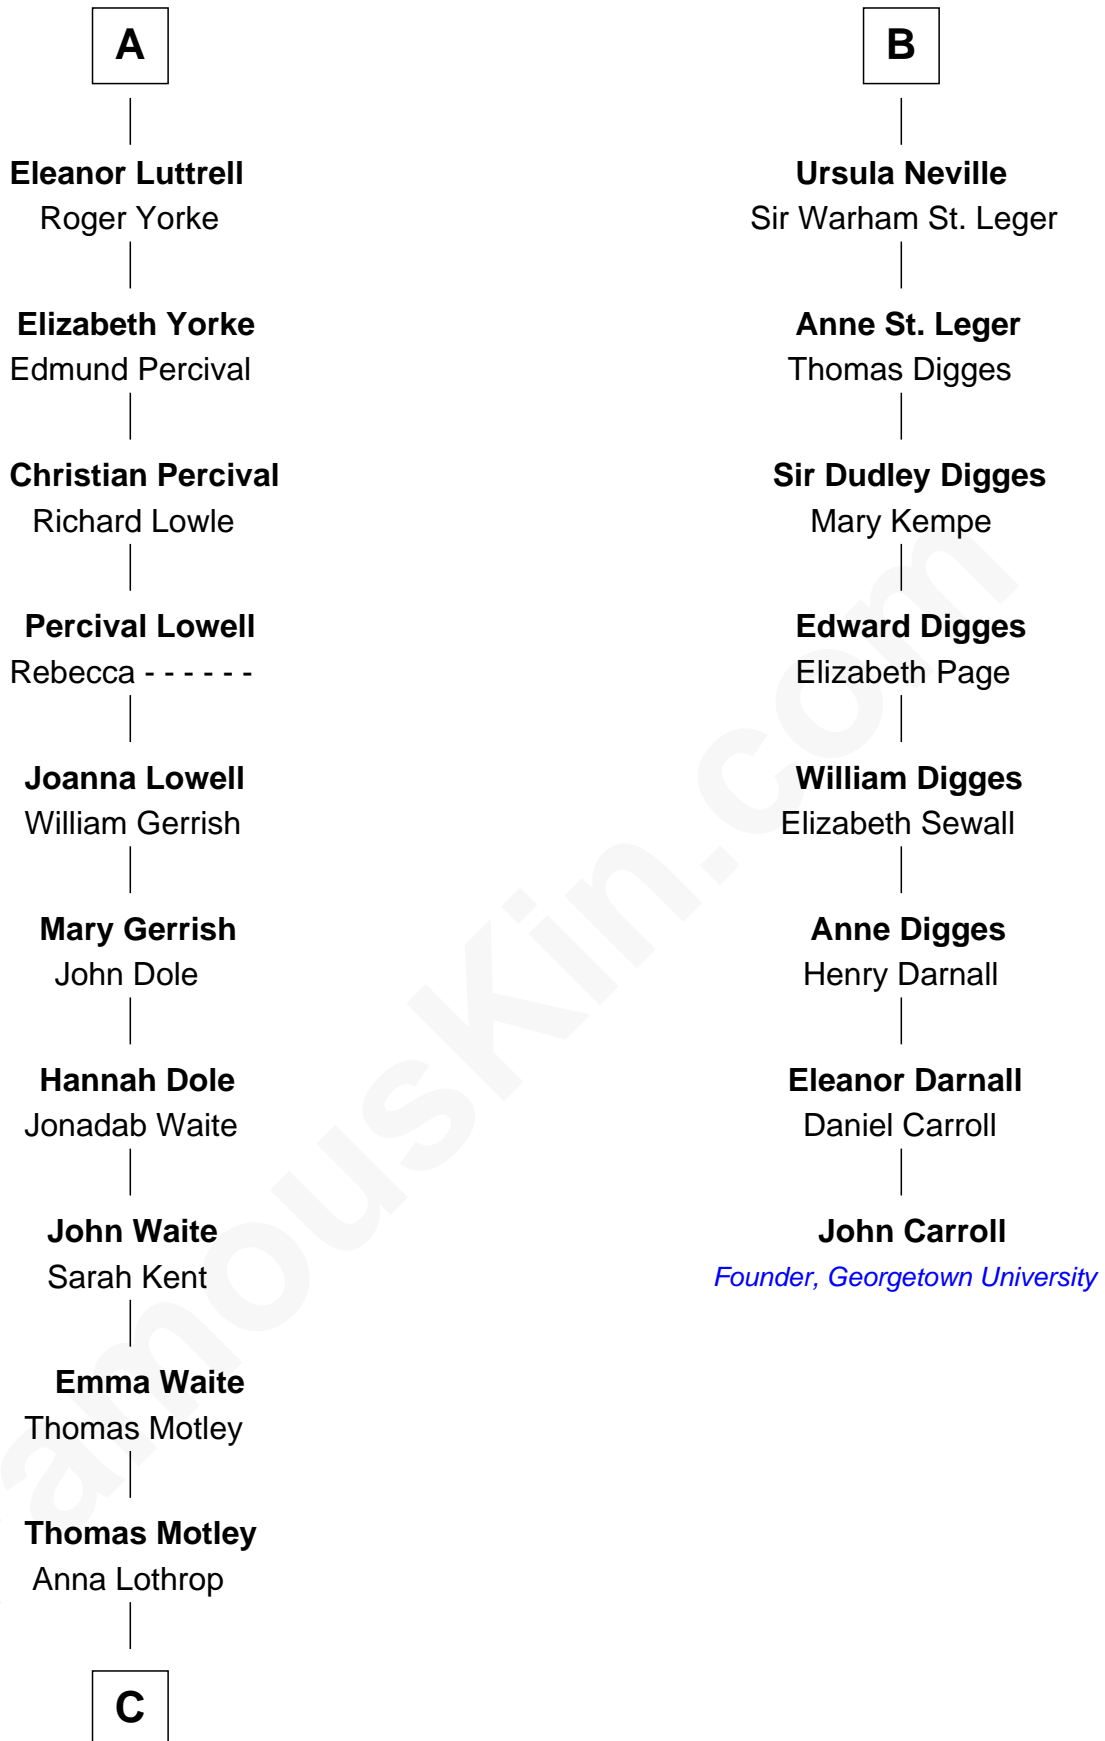 A
Eleanor Luttrell
Roger Yorke
Elizabeth Yorke
Edmund Percival
Christian Percival
Richard Lowle
Percival Lowell
Rebecca - - - - - -
Joanna Lowell
William Gerrish
Mary Gerrish
John Dole
Hannah Dole
Jonadab Waite
John Waite
Sarah Kent
Emma Waite
Thomas Motley
Thomas Motley
Anna Lothrop
C
B
Ursula Neville
Sir Warham St. Leger
Anne St. Leger
Thomas Digges
Sir Dudley Digges
Mary Kempe
Edward Digges
Elizabeth Page
William Digges
Elizabeth Sewall
Anne Digges
Henry Darnall
Eleanor Darnall
Daniel Carroll
John Carroll
Founder, Georgetown University
famouskin.com